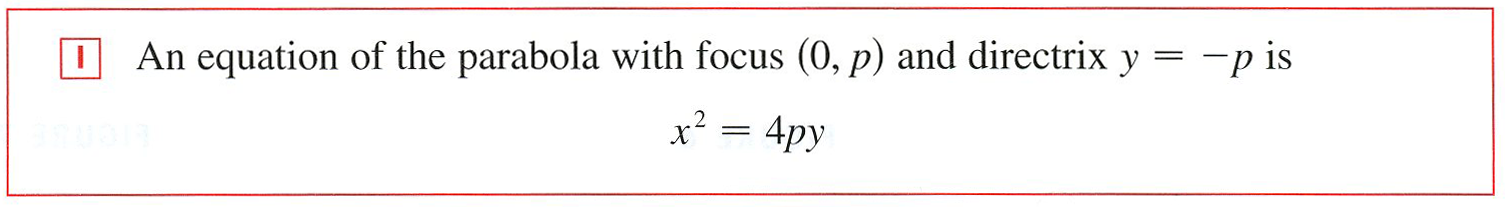 1 An equation of the parabola with focus (0, p) and directrix y = −p is
x² = 4py